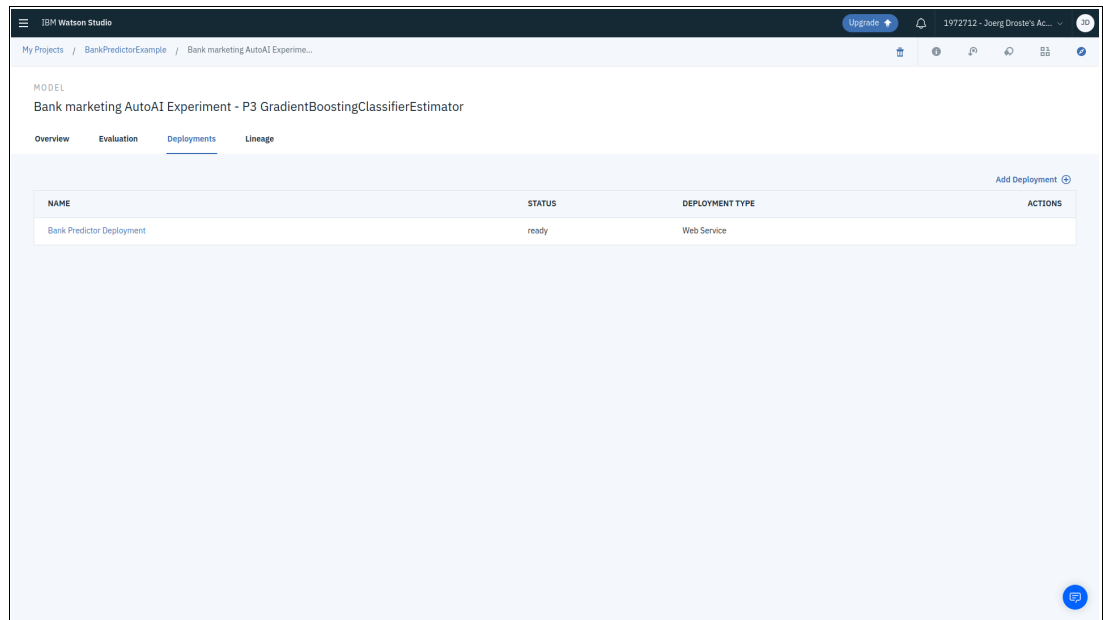 IBM Watson Studio
Upgrade
1972712 - Joerg Droste's Ac...
JD
My Projects / BankPredictorExample / Bank marketing AutoAI Experime...
MODEL
Bank marketing AutoAI Experiment - P3 GradientBoostingClassifierEstimator
Overview Evaluation Deployments Lineage
Add Deployment
NAME STATUS DEPLOYMENT TYPE ACTIONS
Bank Predictor Deployment ready Web Service